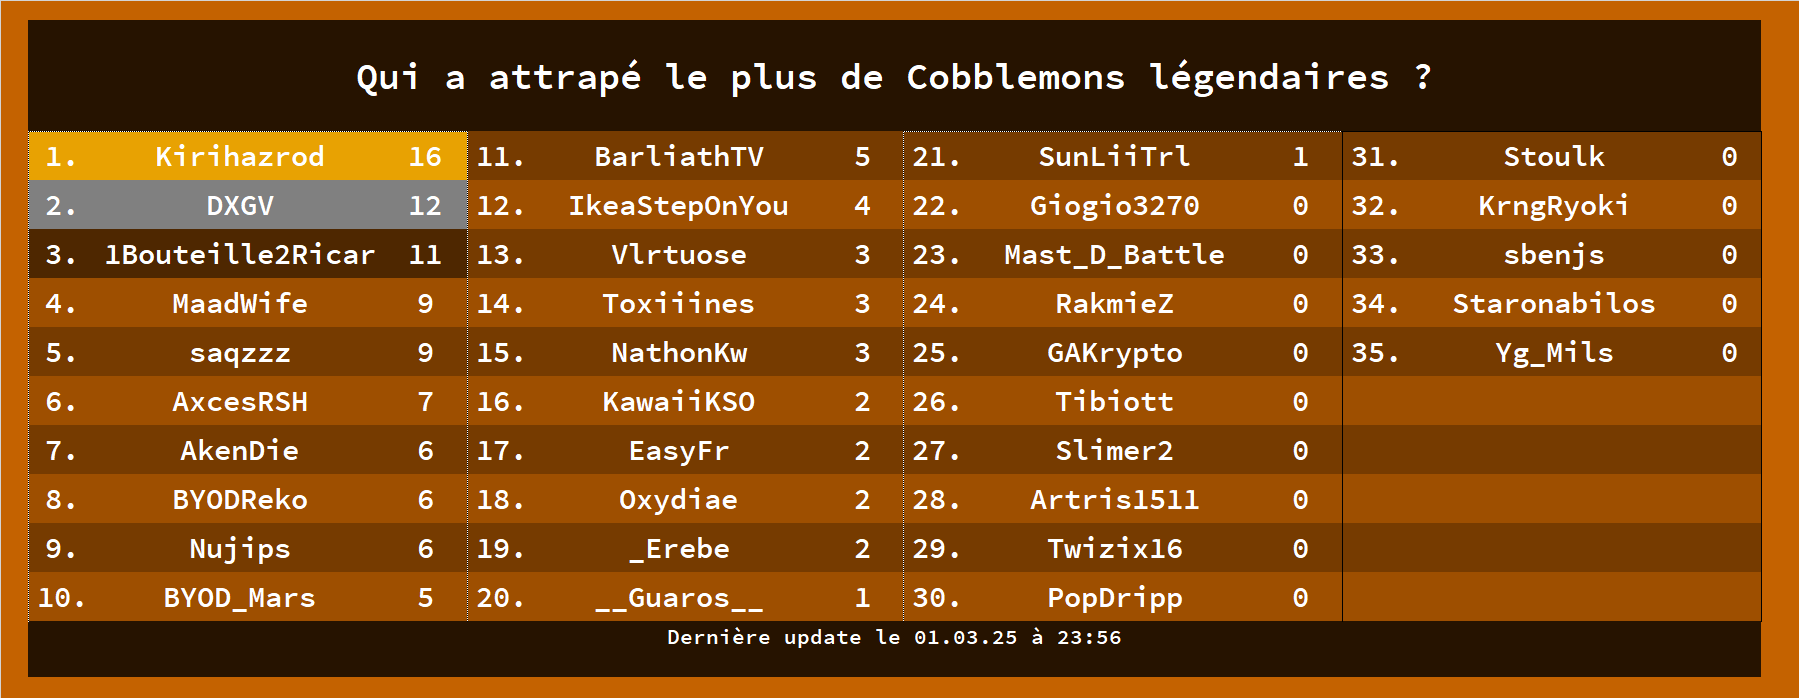 Qui a attrapé le plus de Cobblemons légendaires ?
1. Kirihazrod 16
2. DXGV 12
3. 1Bouteille2Ricar 11
4. MaadWife 9
5. saqzzz 9
6. AxcesRSH 7
7. AkenDie 6
8. BYODReko 6
9. Nujips 6
10. BYOD_Mars 5
11. BarliathTV 5
12. IkeaStepOnYou 4
13. Vlrtuose 3
14. Toxiiines 3
15. NathonKw 3
16. KawaiiKSO 2
17. EasyFr 2
18. Oxydiae 2
19. _Erebe 2
20. __Guaros__ 1
21. SunLiiTrl 1
22. Giogio3270 0
23. Mast_D_Battle 0
24. RakmieZ 0
25. GAKrypto 0
26. Tibiott 0
27. Slimer2 0
28. Artris1511 0
29. Twizix16 0
30. PopDripp 0
31. Stoulk 0
32. KrngRyoki 0
33. sbenjs 0
34. Staronabilos 0
35. Yg_Mils 0
Dernière update le 01.03.25 à 23:56